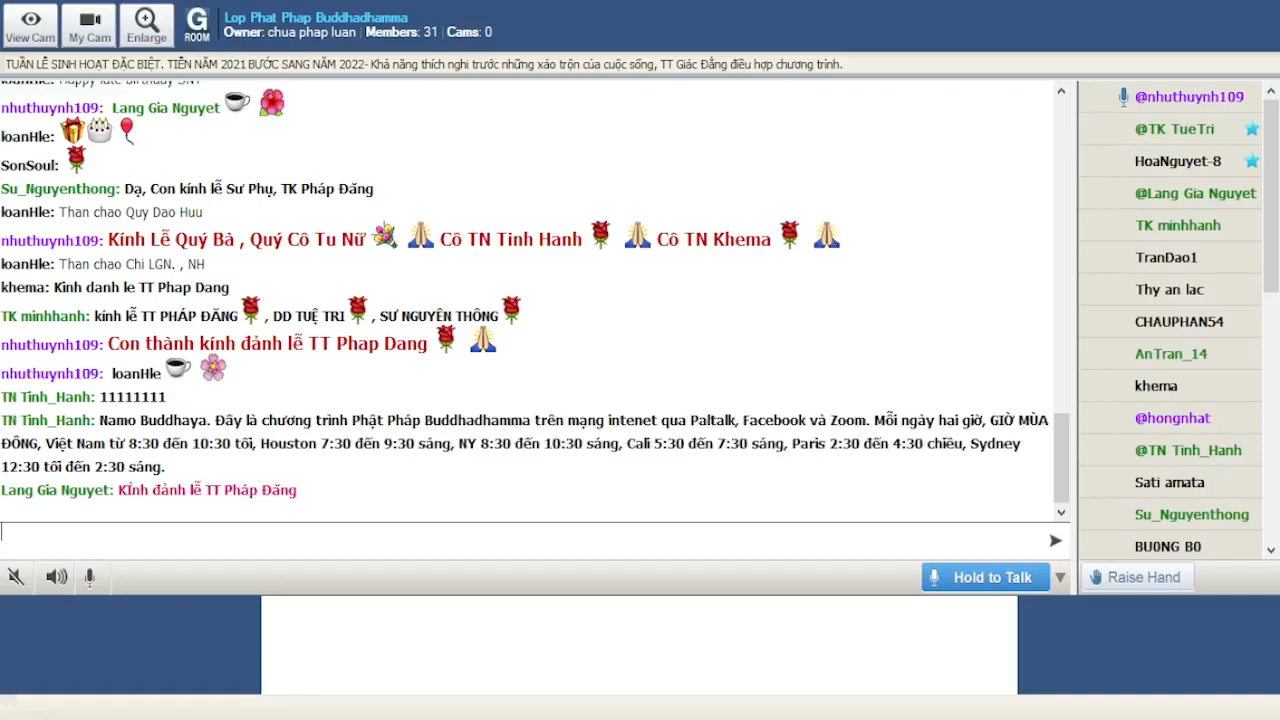 View Cam
My Cam
Enlarge
G
ROOM
Lop Phat Phap Buddhadhamma
Owner: chua phap luan Members: 31 Cams: 0
TUẦN LỄ SINH HOẠT ĐẶC BIỆT. TIỄN NĂM 2021 BƯỚC SANG NĂM 2022- Khả năng thích nghi trước những xáo trộn của cuộc sống, TT Giác Đẳng điều hợp chương trình.
nhuthuynh109: Lang Gia Nguyet
loanHle:
SonSoul:
Su_Nguyenthong: Dạ, Con kính lễ Sư Phụ, TK Pháp Đăng
loanHle: Than chao Quy Dao Huu
nhuthuynh109: Kính Lễ Quý Bà , Quý Cô Tu Nữ Cô TN Tinh Hanh Cô TN Khema
loanHle: Than chao Chi LGN. , NH
khema: Kinh danh le TT Phap Dang
TK minhhanh: kính lễ TT PHÁP ĐĂNG , DD TUỆ TRI , SƯ NGUYÊN THÔNG
nhuthuynh109: Con thành kính đảnh lễ TT Phap Dang
nhuthuynh109: loanHle
TN Tinh_Hanh: 11111111
TN Tinh_Hanh: Namo Buddhaya. Đây là chương trình Phật Pháp Buddhadhamma trên mạng intenet qua Paltalk, Facebook và Zoom. Mỗi ngày hai giờ, GIỜ MÙA
ĐÔNG, Việt Nam từ 8:30 đến 10:30 tối, Houston 7:30 đến 9:30 sáng, NY 8:30 đến 10:30 sáng, Cali 5:30 đến 7:30 sáng, Paris 2:30 đến 4:30 chiều, Sydney
12:30 tối đến 2:30 sáng.
Lang Gia Nguyet: KÍnh đảnh lễ TT Pháp Đăng
Hold to Talk
@nhuthuynh109
@TK TueTri
HoaNguyet-8
@Lang Gia Nguyet
TK minhhanh
TranDao1
Thy an lac
CHAUPHAN54
AnTran_14
khema
@hongnhat
@TN Tinh_Hanh
Sati amata
Su_Nguyenthong
BU0NG B0
Raise Hand